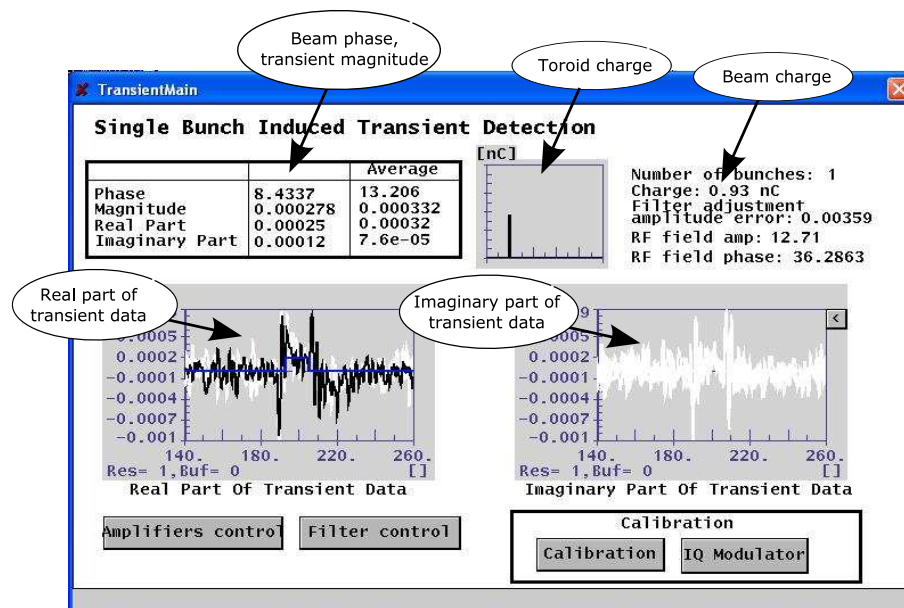 Beam phase,
transient magnitude
Toroid charge
Beam charge
TransientMain
Single Bunch Induced Transient Detection
Average
Phase 8.4337 13.206
Magnitude 0.000278 0.000332
Real Part 0.00025 0.00032
Imaginary Part 0.00012 7.6e-05
[nC]
Number of bunches: 1
Charge: 0.93 nC
Filter adjustment
amplitude error: 0.00359
RF field amp: 12.71
RF field phase: 36.2863
Real part of
transient data
0.0005
0.0002
-0.0001
-0.0004
-0.0007
-0.001
140. 180. 220. 260.
Res= 1,Buf= 0 []
Real Part Of Transient Data
Imaginary part of
transient data
9
<
0.0005
0.0002
-0.0001
-0.0004
-0.0007
-0.001
140. 180. 220. 260.
Res= 1,Buf= 0 []
Imaginary Part Of Transient Data
Amplifiers control
Filter control
Calibration
Calibration
IQ Modulator